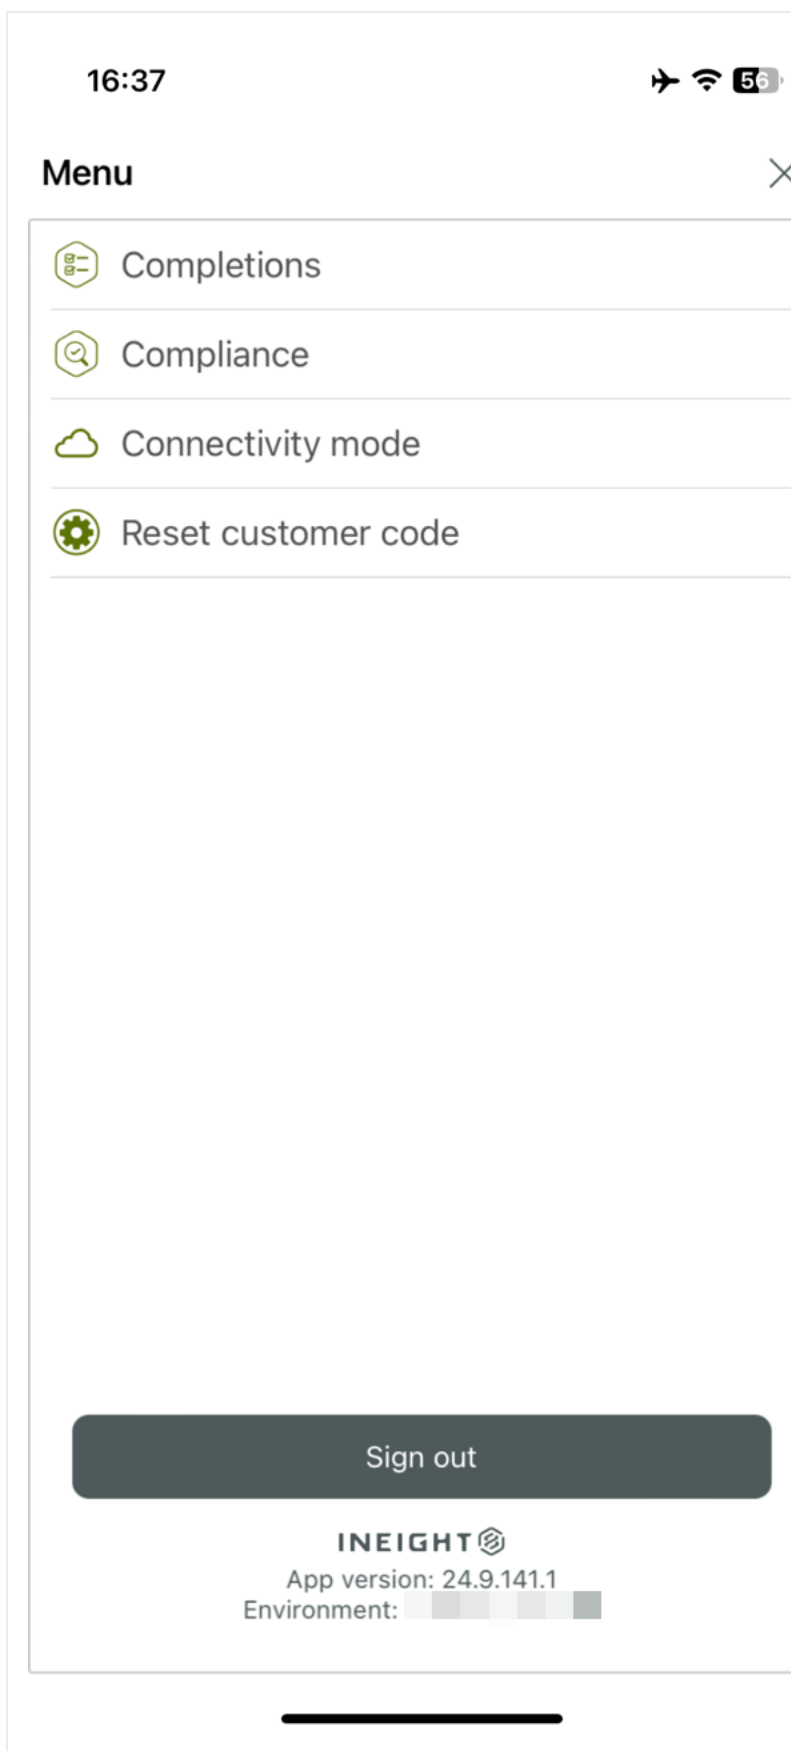 16:37
56
Menu
Completions
Compliance
Connectivity mode
Reset customer code
Sign out
INEIGHT
App version: 24.9.141.1
Environment: